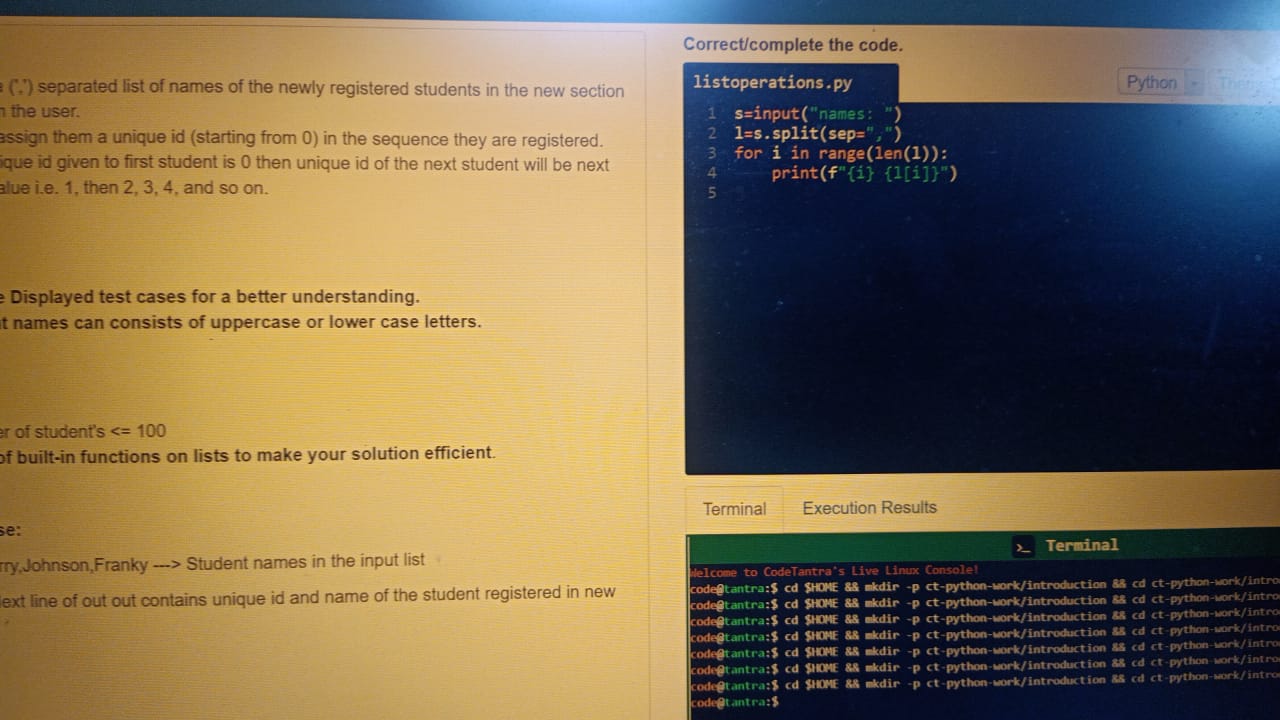 (',') separated list of names of the newly registered students in the new section
the user.
assign them a unique id (starting from 0) in the sequence they are registered.
ique id given to first student is 0 then unique id of the next student will be next
alue i.e. 1, then 2, 3, 4, and so on.
e Displayed test cases for a better understanding.
t names can consists of uppercase or lower case letters.
er of student's <= 100
of built-in functions on lists to make your solution efficient.
se:
rry,Johnson,Franky ---> Student names in the input list
lext line of out out contains unique id and name of the student registered in new
Correct/complete the code.
listoperations.py
Python
1 s=input("names: ")
2 l=s.split(sep=",")
3 for i in range(len(l)):
4 print(f"{i} {l[i]}")
5
Terminal Execution Results
>_ Terminal
Welcome to CodeTantra's Live Linux Console!
code@tantra:$ cd $HOME && mkdir -p ct-python-work/introduction && cd ct-python-work/intro
code@tantra:$ cd $HOME && mkdir -p ct-python-work/introduction && cd ct-python-work/intro
code@tantra:$ cd $HOME && mkdir -p ct-python-work/introduction && cd ct-python-work/intro
code@tantra:$ cd $HOME && mkdir -p ct-python-work/introduction && cd ct-python-work/intro
code@tantra:$ cd $HOME && mkdir -p ct-python-work/introduction && cd ct-python-work/intro
code@tantra:$ cd $HOME && mkdir -p ct-python-work/introduction && cd ct-python-work/intro
code@tantra:$ cd $HOME && mkdir -p ct-python-work/introduction && cd ct-python-work/intro
code@tantra:$